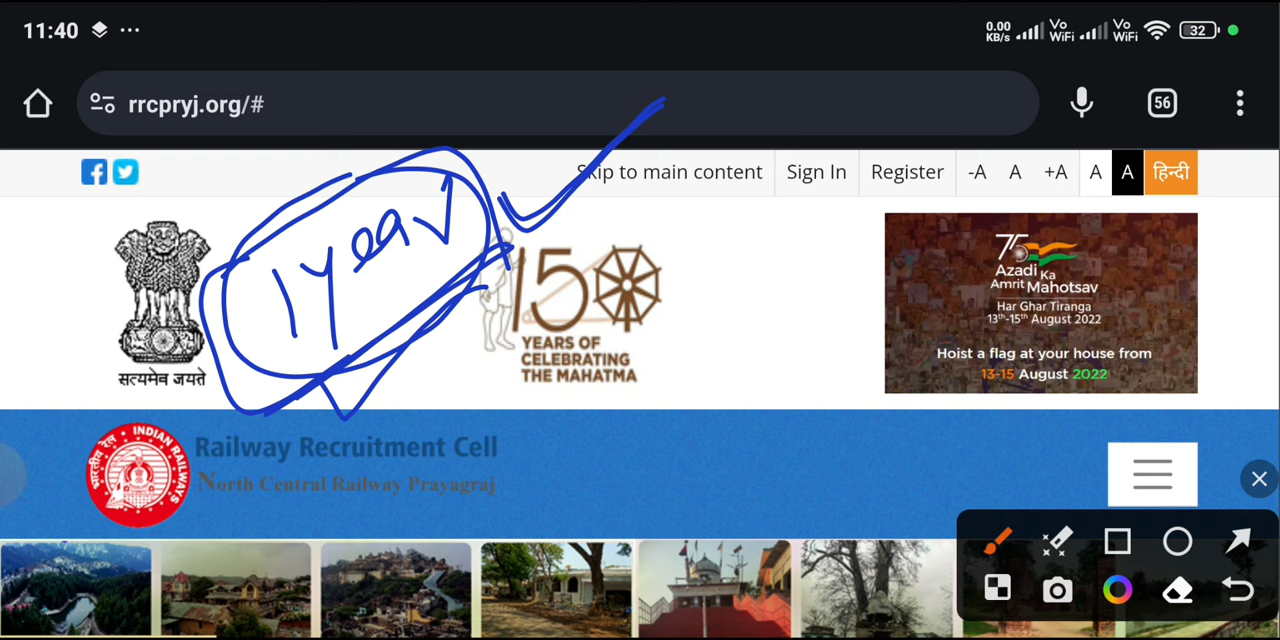 11:40
0.00 KB/s
Vo WiFi
Vo WiFi
32
rrcpryj.org/#
56
Skip to main content
Sign In
Register
-A
A
+A
A
A
हिन्दी
1 Year
सत्यमेव जयते
150
YEARS OF
CELEBRATING
THE MAHATMA
75
Azadi
Ka
Amrit
Mahotsav
Har Ghar Tiranga
13th-15th August 2022
Hoist a flag at your house from
13-15 August 2022
INDIAN RAILWAYS
भारतीय रेल
Railway Recruitment Cell
North Central Railway Prayagraj